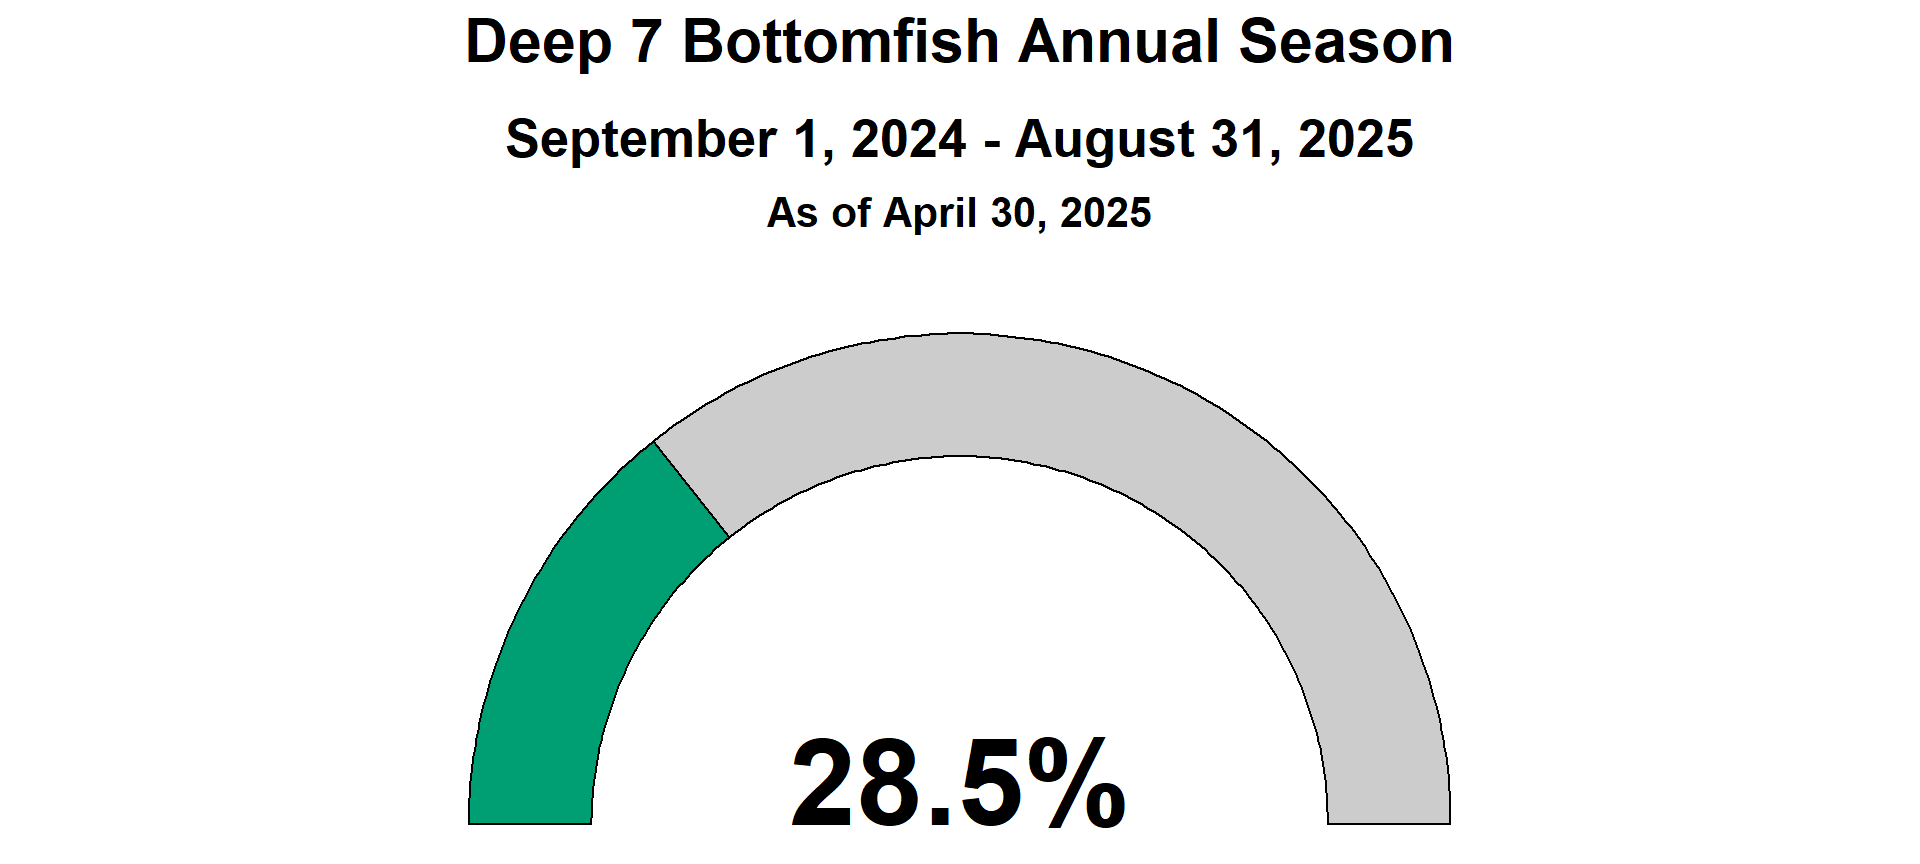 Deep 7 Bottomfish Annual Season
September 1, 2024 - August 31, 2025
As of April 30, 2025
28.5%